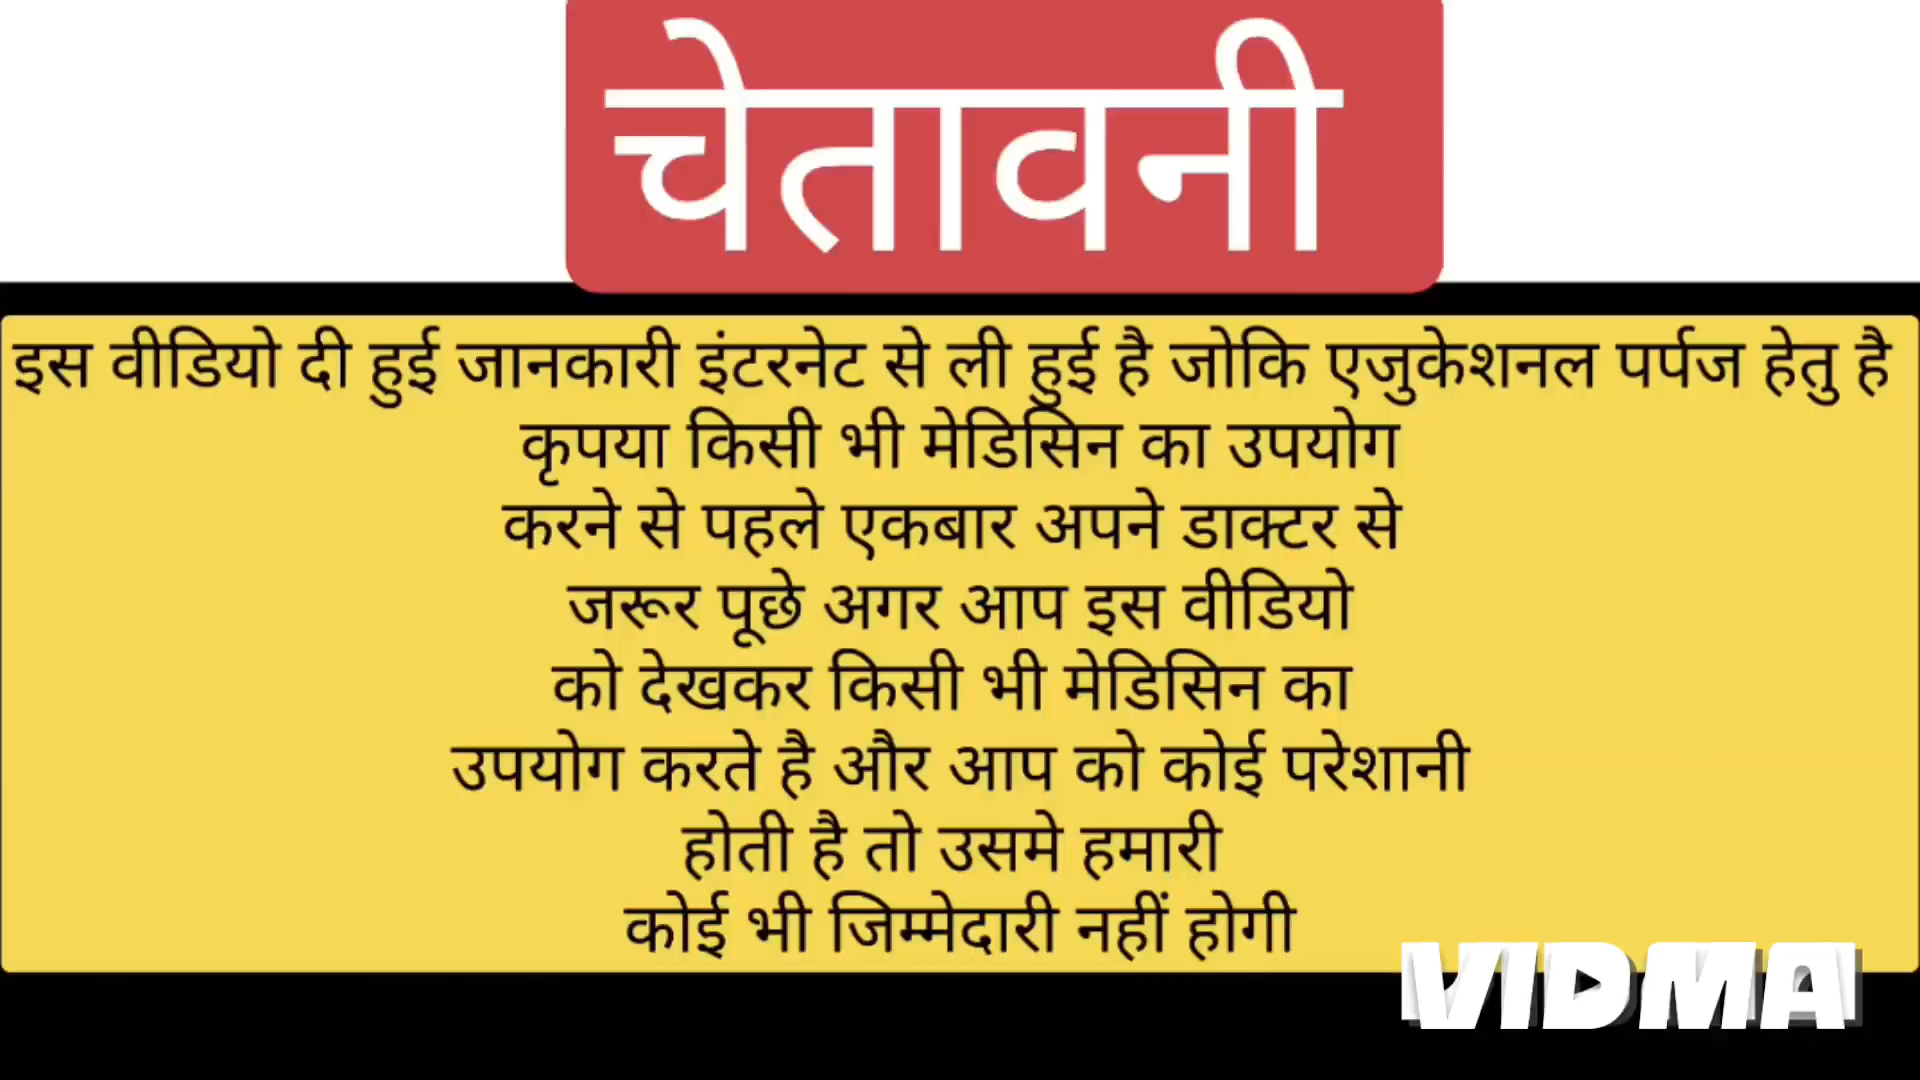 चेतावनी
इस वीडियो दी हुई जानकारी इंटरनेट से ली हुई है जोकि एजुकेशनल पर्पज हेतु है
कृपया किसी भी मेडिसिन का उपयोग
करने से पहले एकबार अपने डाक्टर से
जरूर पूछे अगर आप इस वीडियो
को देखकर किसी भी मेडिसिन का
उपयोग करते है और आप को कोई परेशानी
होती है तो उसमे हमारी
कोई भी जिम्मेदारी नहीं होगी
VIDMA